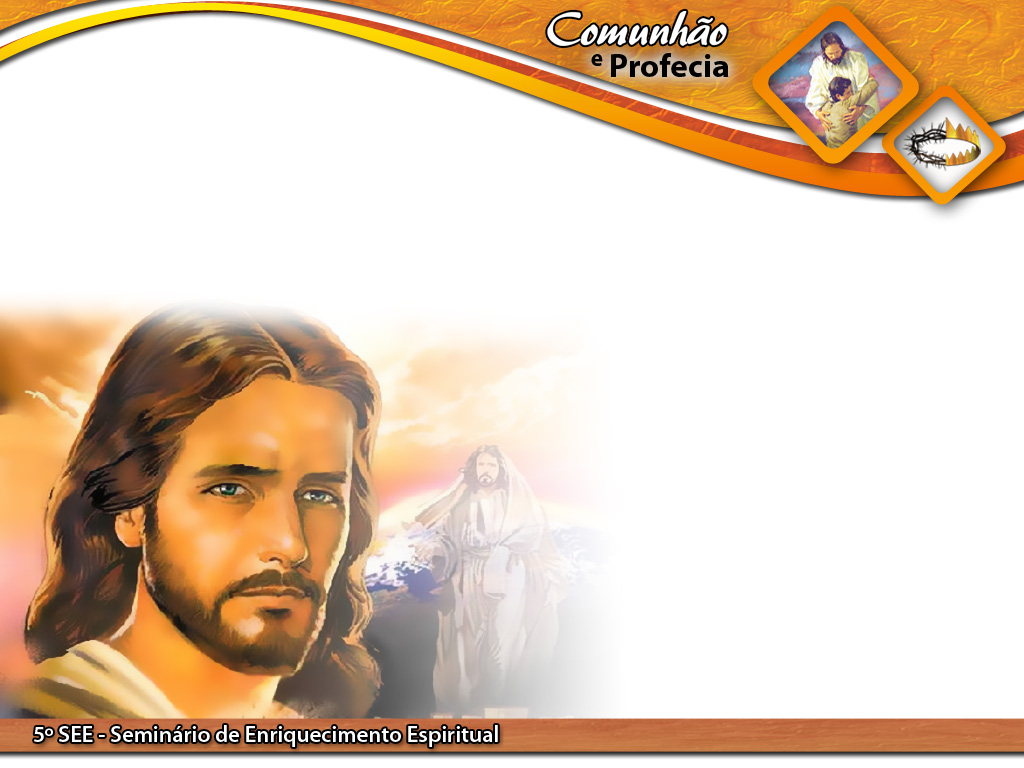 Comunhão
e Profecia
5º SEE - Seminário de Enriquecimento Espiritual